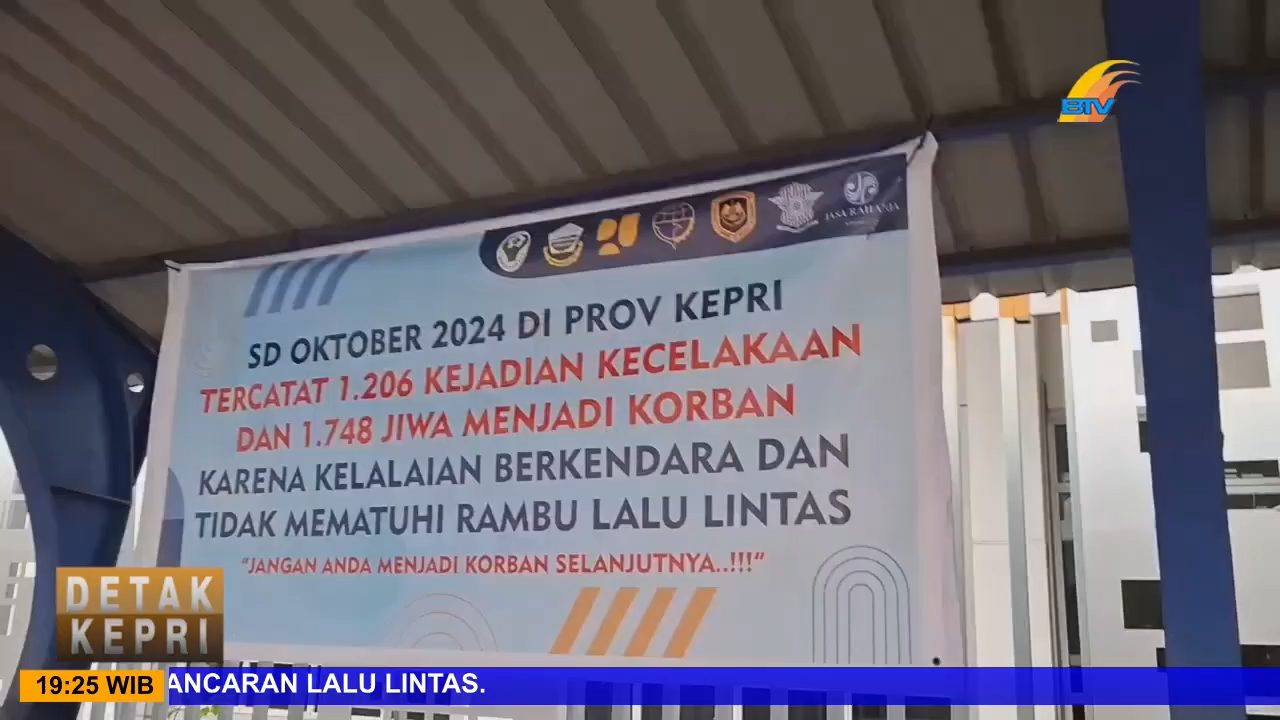 BTV
JASA RAHARJA
SD OKTOBER 2024 DI PROV KEPRI
TERCATAT 1.206 KEJADIAN KECELAKAAN
DAN 1.748 JIWA MENJADI KORBAN
KARENA KELALAIAN BERKENDARA DAN
TIDAK MEMATUHI RAMBU LALU LINTAS
“JANGAN ANDA MENJADI KORBAN SELANJUTNYA..!!!“
DETAK
KEPRI
19:25 WIB ANCARAN LALU LINTAS.